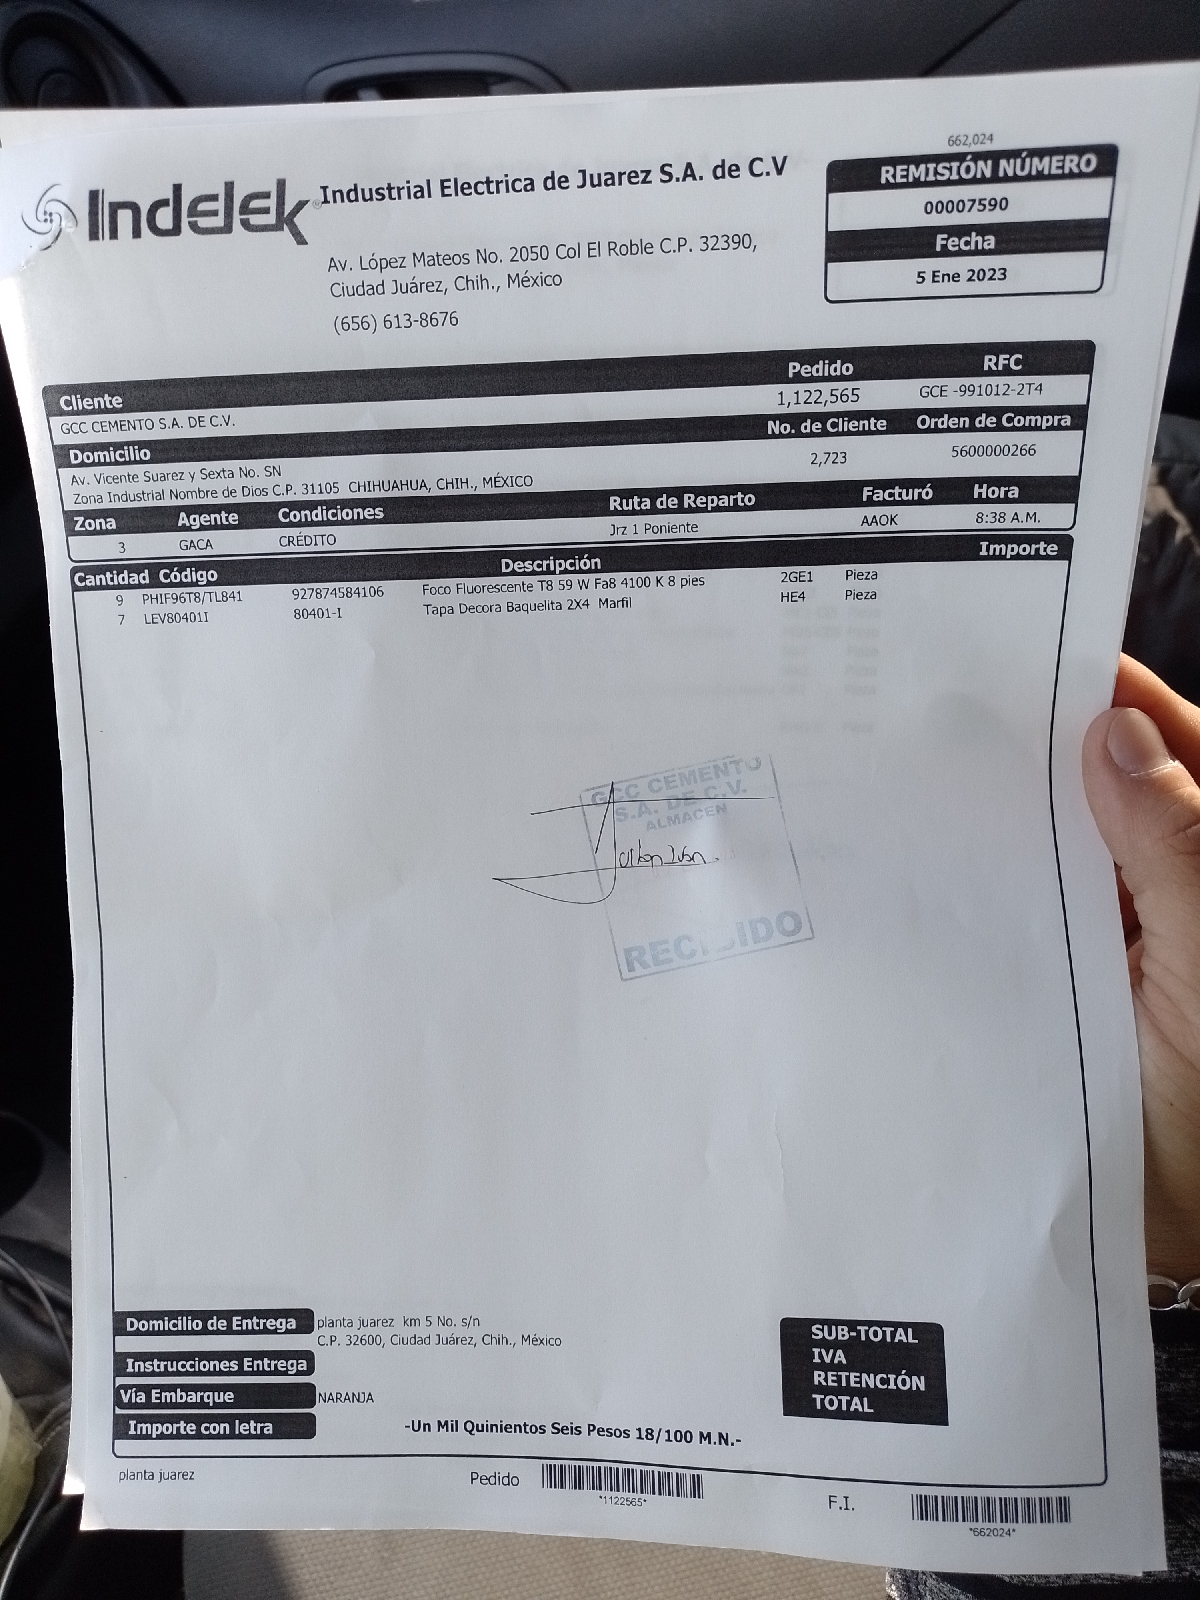 662,024
Indelek
Industrial Electrica de Juarez S.A. de C.V
Av. López Mateos No. 2050 Col El Roble C.P. 32390,
Ciudad Juárez, Chih., México
(656) 613-8676
REMISIÓN NÚMERO
00007590
Fecha
5 Ene 2023
Cliente Pedido RFC
GCC CEMENTO S.A. DE C.V. 1,122,565 GCE -991012-2T4
Domicilio No. de Cliente Orden de Compra
Av. Vicente Suarez y Sexta No. SN 2,723 5600000266
Zona Industrial Nombre de Dios C.P. 31105 CHIHUAHUA, CHIH., MÉXICO
Zona Agente Condiciones Ruta de Reparto Facturó Hora
3 GACA CRÉDITO Jrz 1 Poniente AAOK 8:38 A.M.
Cantidad Código Descripción Importe
9 PHIF96T8/TL841 927874584106 Foco Fluorescente T8 59 W Fa8 4100 K 8 pies 2GE1 Pieza
7 LEV80401I 80401-I Tapa Decora Baquelita 2X4 Marfil HE4 Pieza
GCC CEMENTO
S.A. DE C.V.
ALMACEN
RECIBIDO
Domicilio de Entrega planta juarez km 5 No. s/n
C.P. 32600, Ciudad Juárez, Chih., México
Instrucciones Entrega
Vía Embarque NARANJA
Importe con letra -Un Mil Quinientos Seis Pesos 18/100 M.N.-
SUB-TOTAL
IVA
RETENCIÓN
TOTAL
planta juarez Pedido *1122565* F.I. *662024*